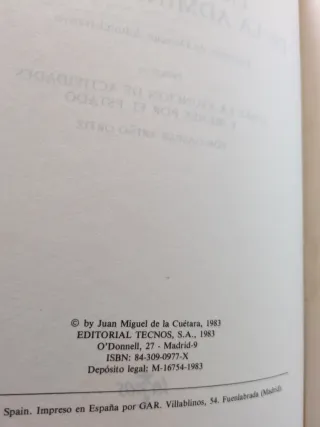 © by Juan Miguel de la Cuétara, 1983
EDITORIAL TECNOS, S.A., 1983
O'Donnell, 27 - Madrid-9
ISBN: 84-309-0977-X
Depósito legal: M-16754-1983
Spain. Impreso en España por GAR. Villablinos, 54. Fuenlabrada (Madrid)